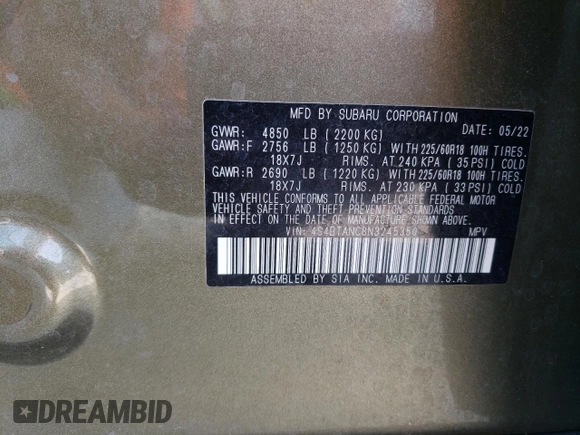 MFD BY SUBARU CORPORATION
GVWR: 4850 LB (2200 KG) DATE: 05/22
GAWR:F 2756 LB (1250 KG) WITH 225/60R18 100H TIRES.
18X7J RIMS. AT 240 KPA (35 PSI) COLD
GAWR:R 2690 LB (1220 KG) WITH 225/60R18 100H TIRES.
18X7J RIMS. AT 230 KPA (33 PSI) COLD
THIS VEHICLE CONFORMS TO ALL APPLICABLE FEDERAL MOTOR
VEHICLE SAFETY AND THEFT PREVENTION STANDARDS
IN EFFECT ON THE DATE OF MANUFACTURE SHOWN ABOVE.
VIN: 4S4BTANC8N3245350 MPV
ASSEMBLED BY SIA INC. MADE IN U.S.A.
DREAMBID